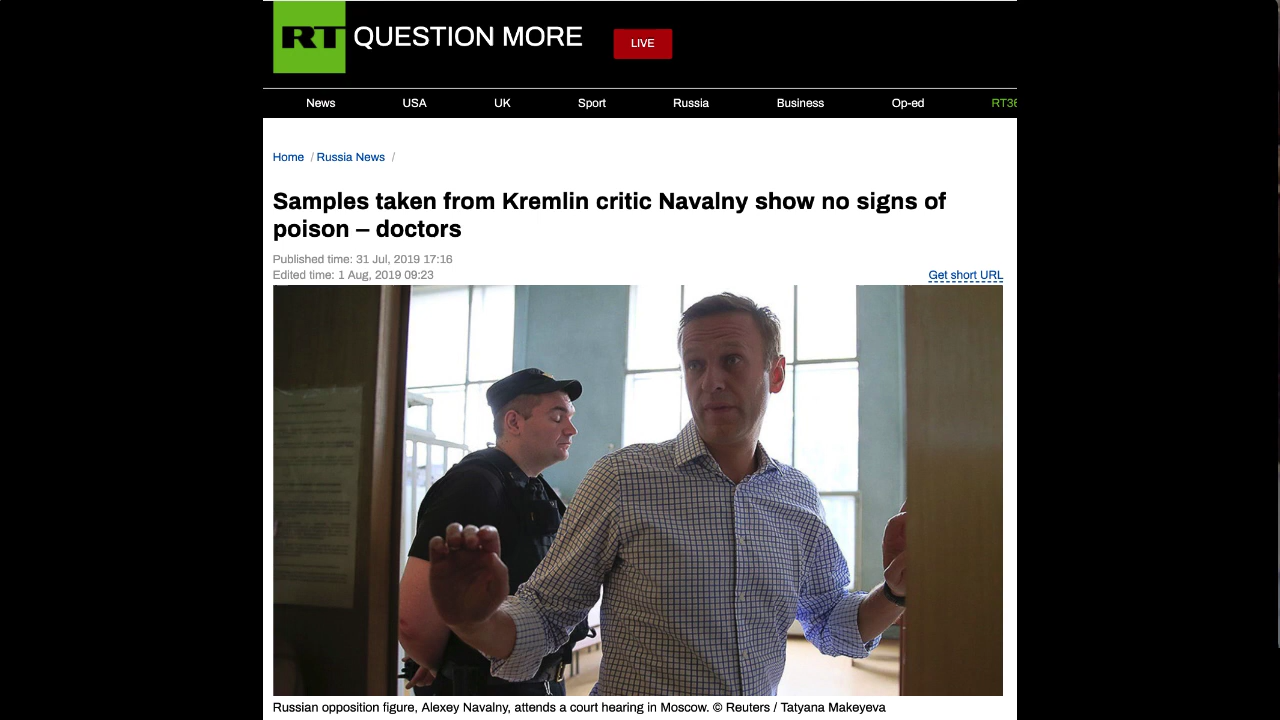 RT QUESTION MORE LIVE
News USA UK Sport Russia Business Op-ed RT36
Home / Russia News /
Samples taken from Kremlin critic Navalny show no signs of
poison – doctors
Published time: 31 Jul, 2019 17:16
Edited time: 1 Aug, 2019 09:23
Get short URL
Russian opposition figure, Alexey Navalny, attends a court hearing in Moscow. © Reuters / Tatyana Makeyeva